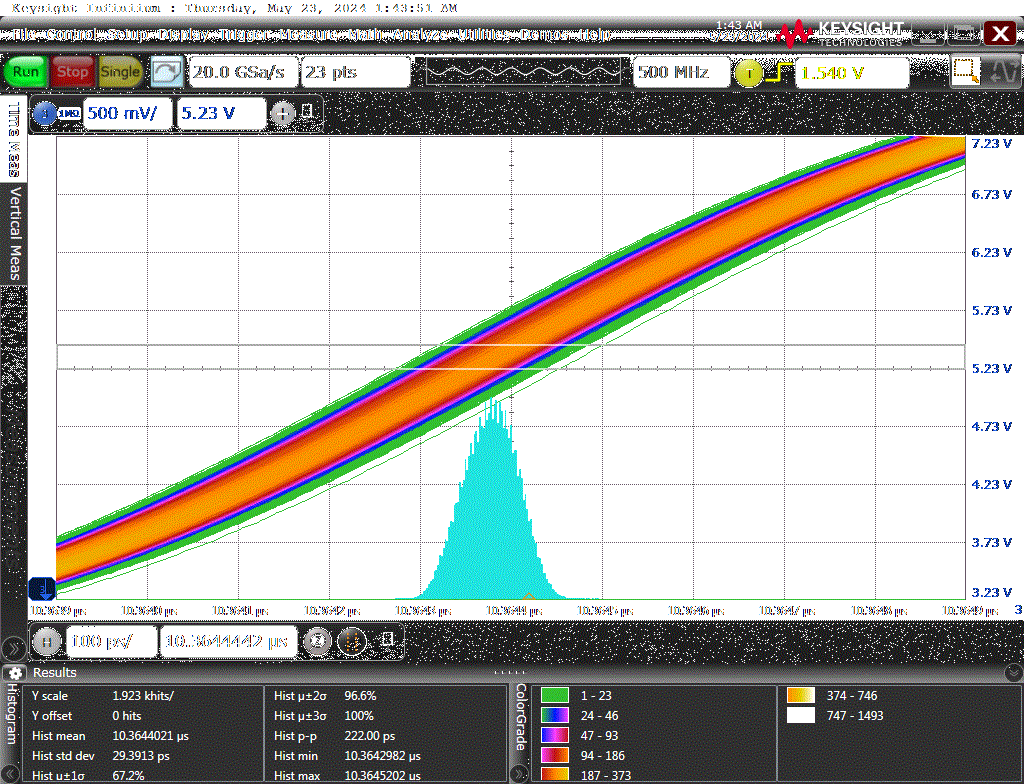 Keysight Infiniium : Thursday, May 23, 2024 1:43:51 AM
File Control Setup Display Trigger Measure Math Analyze Utilities Demos Help
1:43 AM
KEYSIGHT
TECHNOLOGIES
Run Stop Single 20.0 GSa/s 23 pts 500 MHz T 1.540 V
1MΩ 500 mV/ 5.23 V
Time Meas
Vertical Meas
7.23 V
6.73 V
6.23 V
5.73 V
5.23 V
4.73 V
4.23 V
3.73 V
3.23 V
H 100 ps/ 10.3644442 µs
Results
Histogram
Y scale 1.923 khits/
Y offset 0 hits
Hist mean 10.3644021 µs
Hist std dev 29.3913 ps
Hist µ±1σ 67.2%
Hist µ±2σ 96.6%
Hist µ±3σ 100%
Hist p-p 222.00 ps
Hist min 10.3642982 µs
Hist max 10.3645202 µs
ColorGrade
1 - 23
24 - 46
47 - 93
94 - 186
187 - 373
374 - 746
747 - 1493